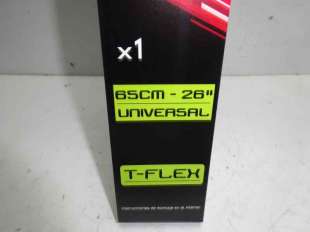 x1
65CM - 26"
UNIVERSAL
T-FLEX